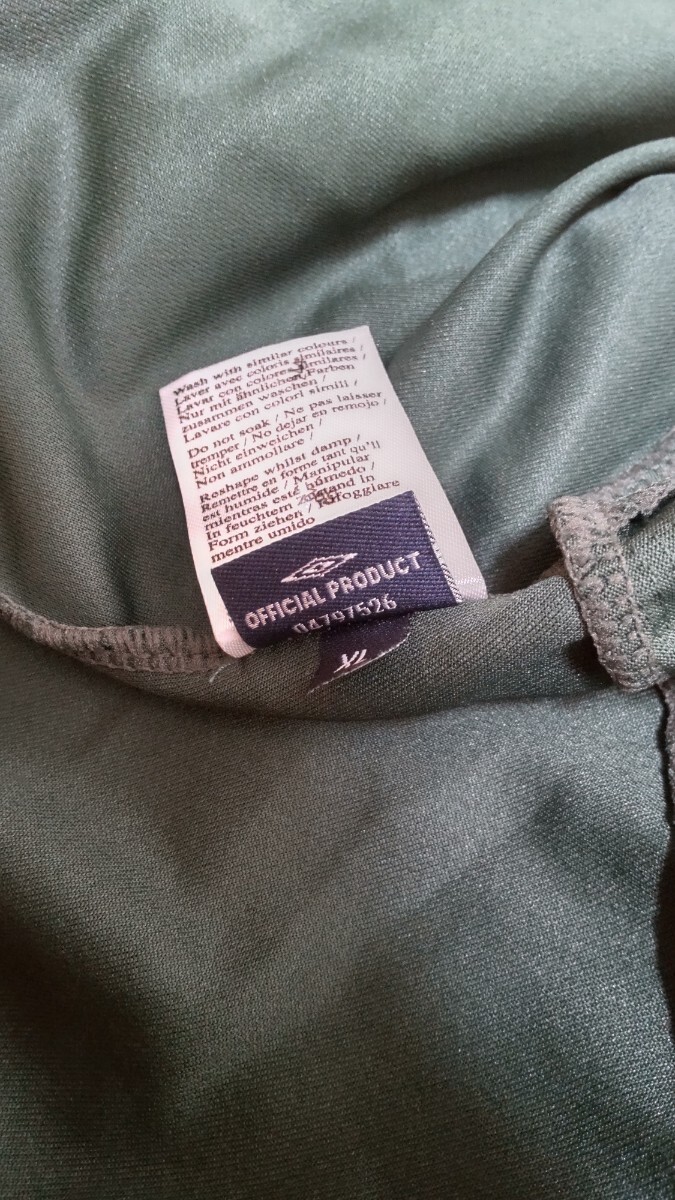 Wash with similar colours /
Laver avec coloris similaires /
Lavar con colores similares /
Nur mit ähnlichen Farben
zusammen waschen /
Lavare con colori simili /
Do not soak / Ne pas laisser
tremper / No dejar en remojo /
Nicht einweichen /
Non ammollare /
Reshape whilst damp /
Remettre en forme tant qu'il
est humide / Manipular
mientras esté húmedo /
In feuchtem Zustand in
Form ziehen / Rifoggiare
mentre umido
OFFICIAL PRODUCT
04797526
XL